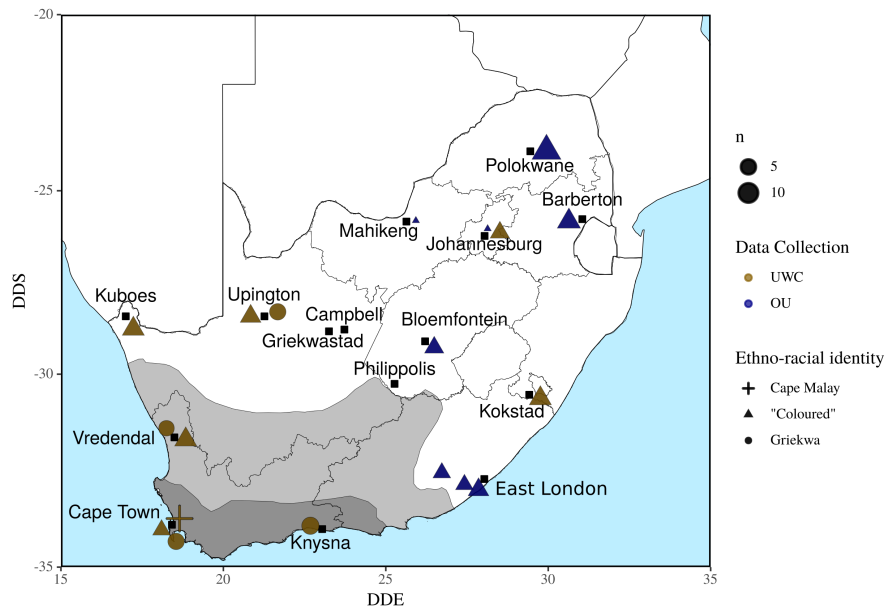 -20
n
Polokwane
5
10
-25
Barberton
Mahikeng
Johannesburg
Data Collection
UWC
DDS
Kuboes
Upington
OU
Campbell
Bloemfontein
Griekwastad
Ethno-racial identity
Philippolis
-30
Cape Malay
Kokstad
"Coloured"
Vredendal
Griekwa
East London
Cape Town
Knysna
-35
15
20
25
30
35
DDE